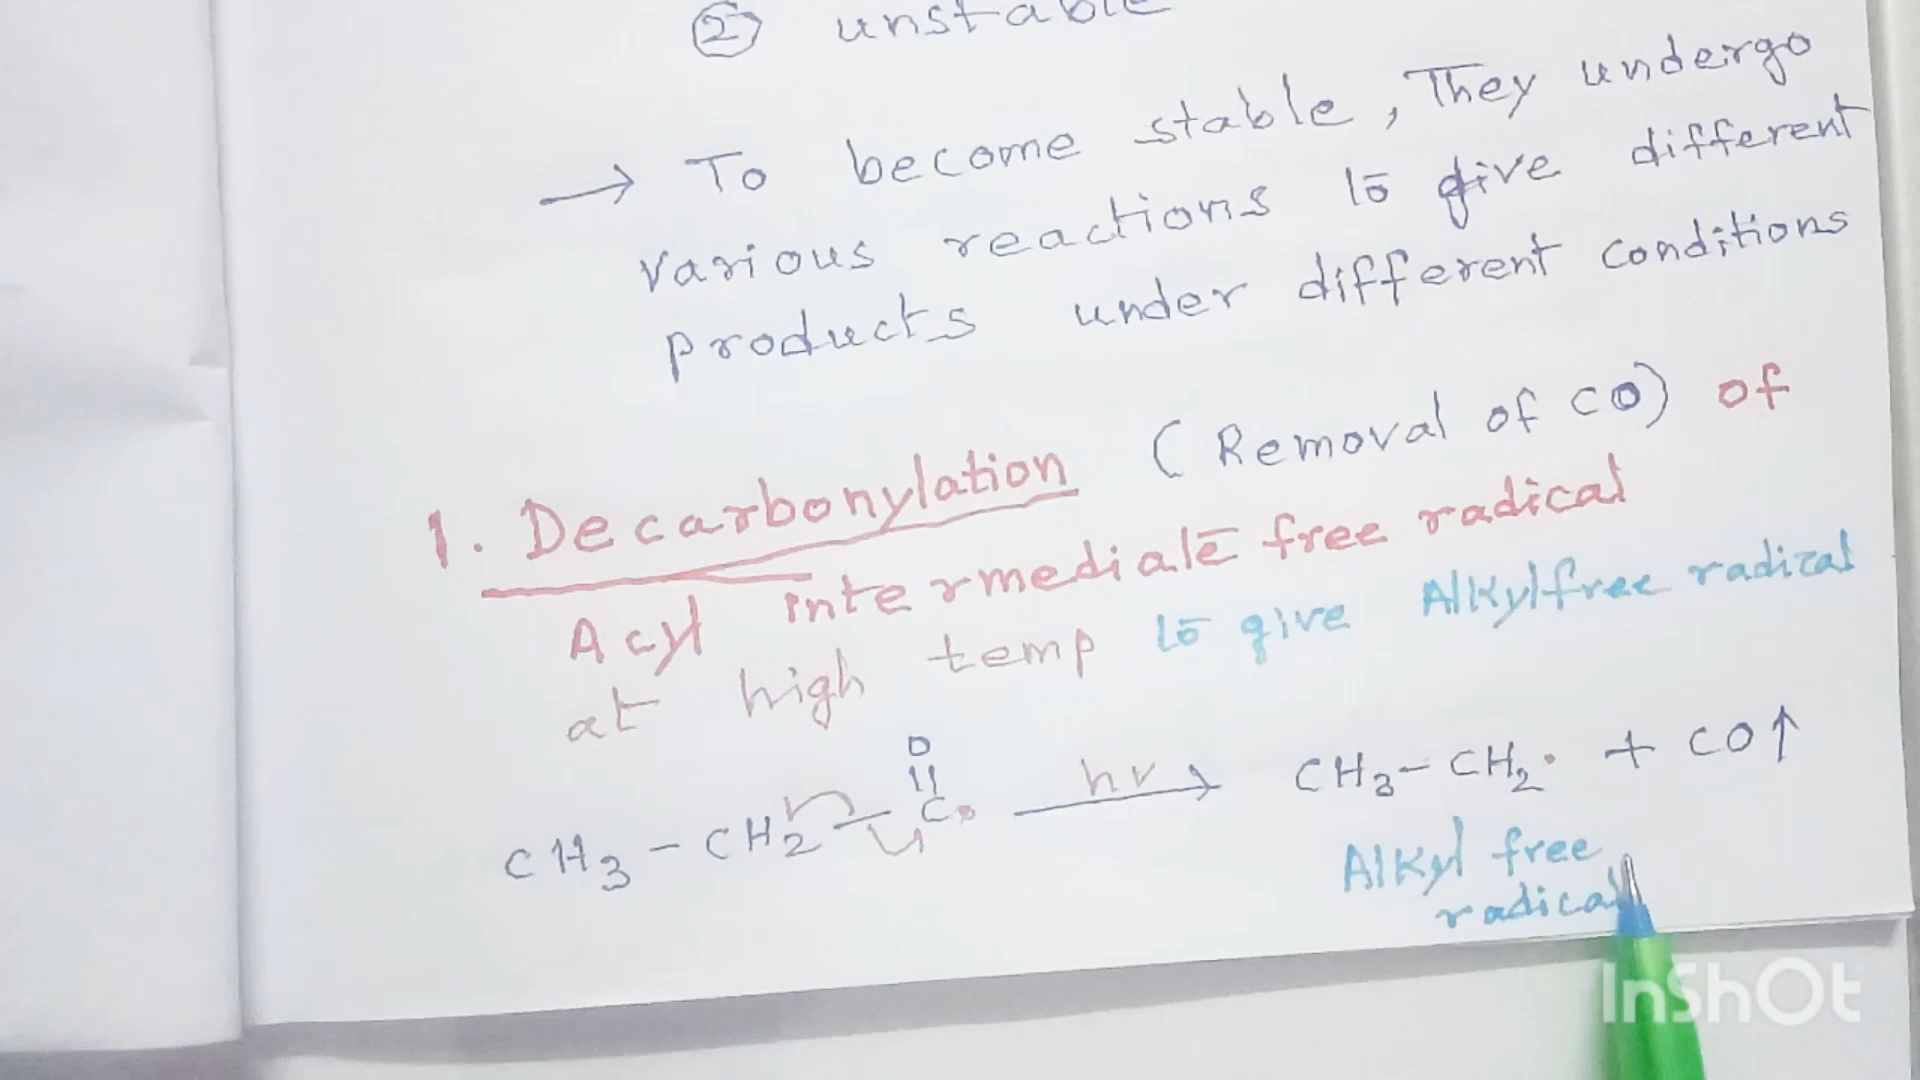 ② unstable
→ To become stable, They undergo
various reactions to give different
products under different conditions
1. Decarbonylation (Removal of CO) of
Acyl intermediate free radical
at high temp to give Alkylfree radical
O
||
CH3 - CH2 - C• hν → CH3 - CH2• + CO↑
Alkyl free
radical
InShOt